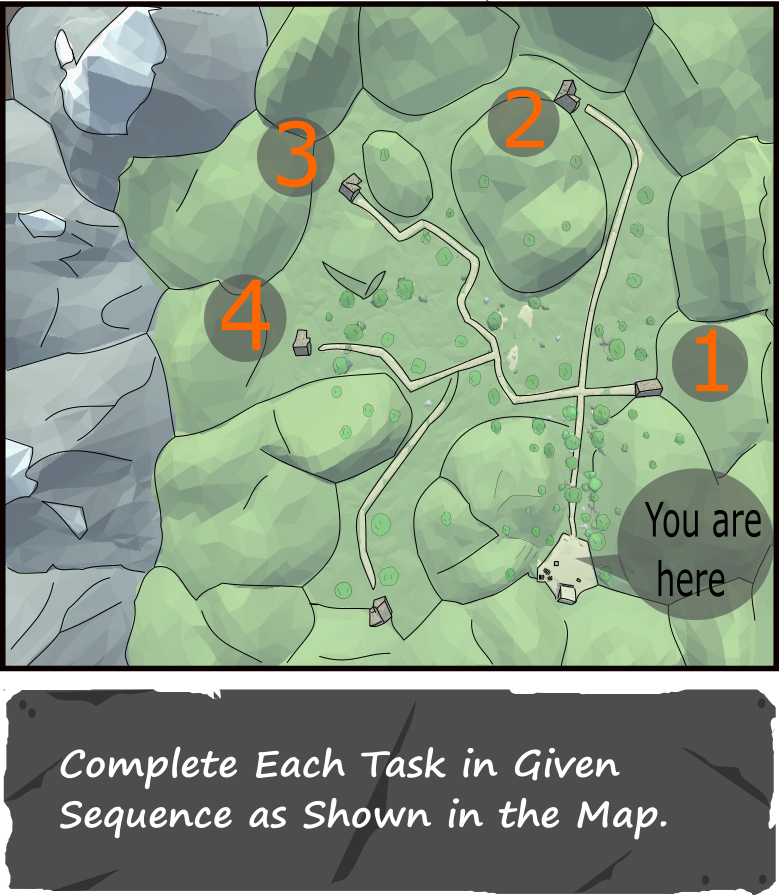 2
3
4
1
You are
here
Complete Each Task in Given
Sequence as Shown in the Map.